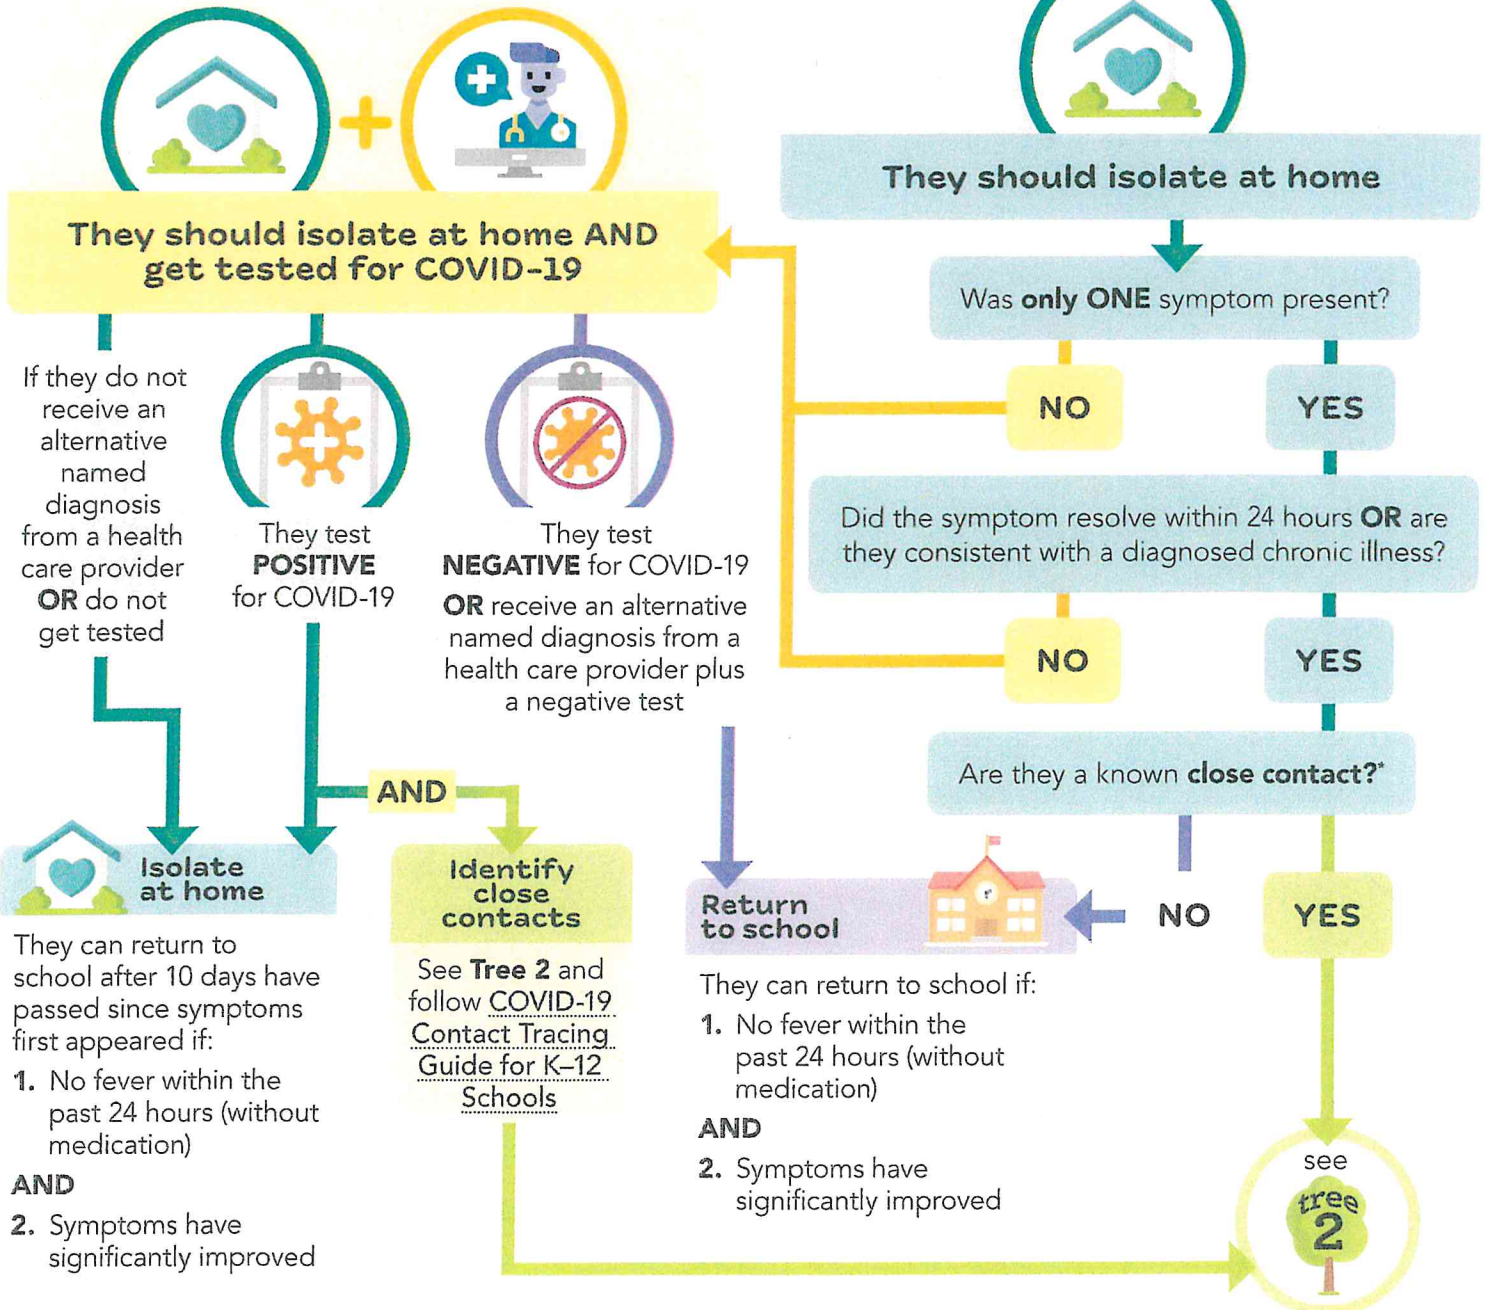 They should isolate at home AND
get tested for COVID-19
If they do not
receive an
alternative
named
diagnosis
from a health
care provider
OR do not
get tested
They test
POSITIVE
for COVID-19
They test
NEGATIVE for COVID-19
OR receive an alternative
named diagnosis from a
health care provider plus
a negative test
AND
Isolate
at home
They can return to
school after 10 days have
passed since symptoms
first appeared if:
1. No fever within the
past 24 hours (without
medication)
AND
2. Symptoms have
significantly improved
Identify
close
contacts
See Tree 2 and
follow COVID-19
Contact Tracing
Guide for K–12
Schools
They should isolate at home
Was only ONE symptom present?
NO
YES
Did the symptom resolve within 24 hours OR are
they consistent with a diagnosed chronic illness?
NO
YES
Are they a known close contact?*
NO
YES
Return
to school
They can return to school if:
1. No fever within the
past 24 hours (without
medication)
AND
2. Symptoms have
significantly improved
see
tree
2